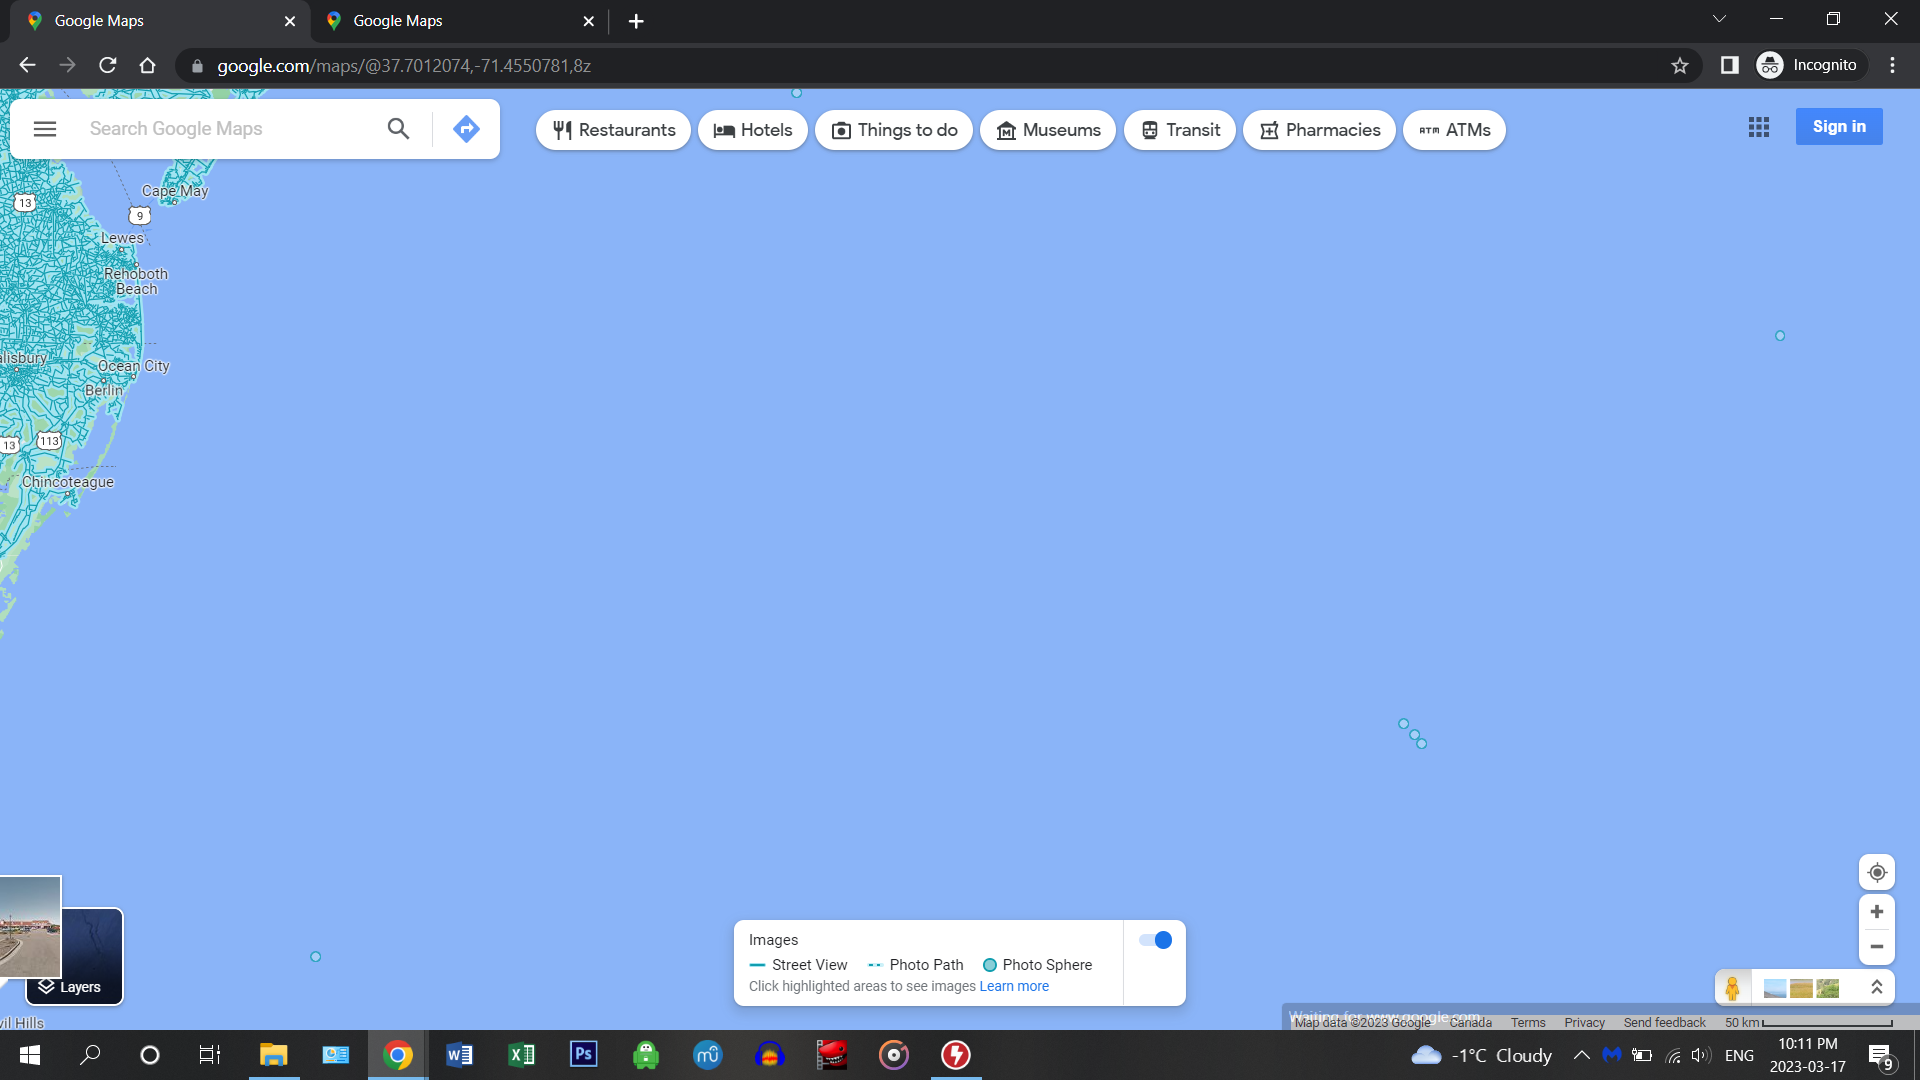 Google Maps
Google Maps
google.com/maps/@37.7012074,-71.4550781,8z
Incognito
Search Google Maps
Restaurants
Hotels
Things to do
Museums
Transit
Pharmacies
ATM ATMs
Sign in
Cape May
13
9
Lewes
Rehoboth
Beach
alisbury
Ocean City
Berlin
13
113
Chincoteague
Images
Street View
Photo Path
Photo Sphere
Click highlighted areas to see images Learn more
Layers
vil Hills
Waiting for www.google.com...
Map data ©2023 Google
Canada
Terms
Privacy
Send feedback
50 km
W
X
Ps
-1°C Cloudy
ENG
10:11 PM
2023-03-17
9